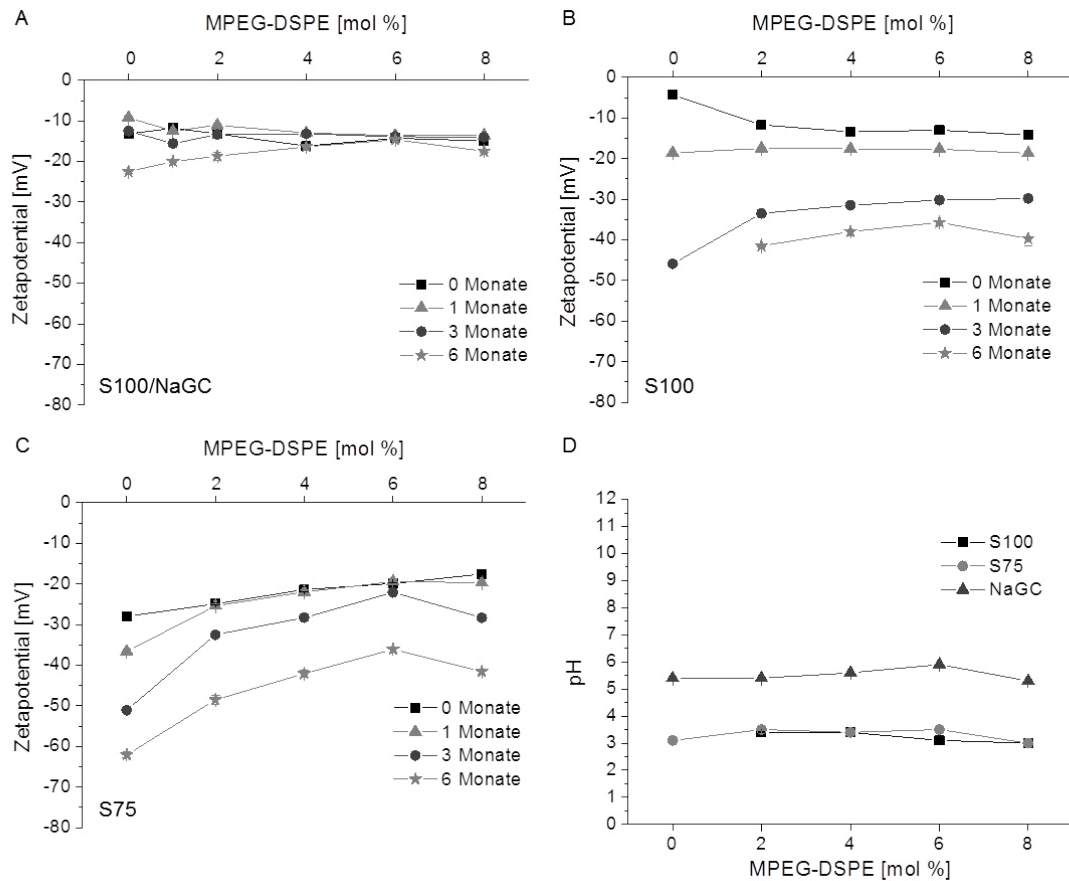 A
MPEG-DSPE [mol %]
0 2 4 6 8
0
-10
-20
-30
-40
-50
-60
-70
-80
Zetapotential [mV]
0 Monate
1 Monate
3 Monate
6 Monate
S100/NaGC
B
MPEG-DSPE [mol %]
0 2 4 6 8
0
-10
-20
-30
-40
-50
-60
-70
-80
Zetapotential [mV]
0 Monate
1 Monate
3 Monate
6 Monate
S100
C
MPEG-DSPE [mol %]
0 2 4 6 8
0
-10
-20
-30
-40
-50
-60
-70
-80
Zetapotential [mV]
0 Monate
1 Monate
3 Monate
6 Monate
S75
D
12
11
10
9
8
7
6
5
4
3
2
1
0
pH
S100
S75
NaGC
0 2 4 6 8
MPEG-DSPE [mol %]